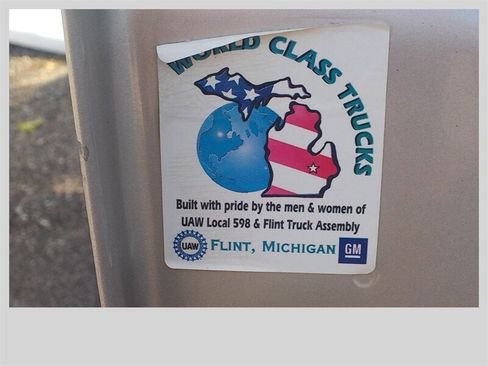 WORLD CLASS TRUCKS
Built with pride by the men & women of
UAW Local 598 & Flint Truck Assembly
UAW FLINT, MICHIGAN GM